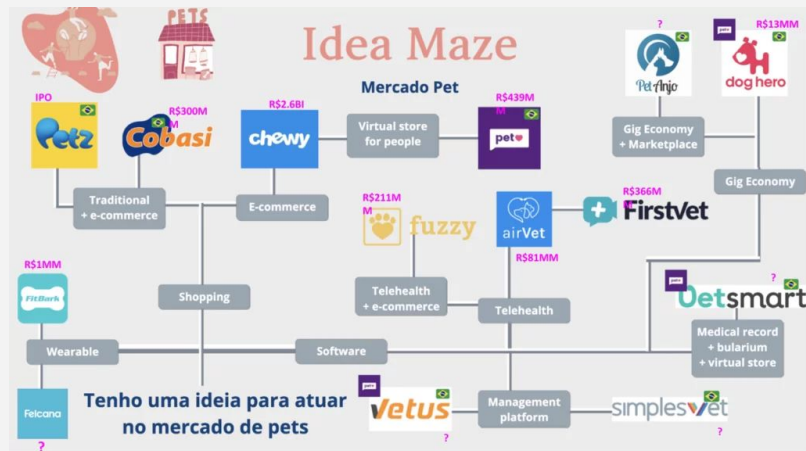 PETS
Idea Maze
Mercado Pet
?
R$13MM
pet
PetAnjo
dog hero
IPO
Petz
R$300M
M
Cobasi
R$2.6BI
chewy
Virtual store
for people
R$439M
M
pet
Gig Economy
+ Marketplace
Gig Economy
Traditional
+ e-commerce
E-commerce
R$211M
M
fuzzy
airVet
R$81MM
R$366M
M
FirstVet
R$1MM
FitBark
Shopping
Telehealth
+ e-commerce
Telehealth
?
Vetsmart
Medical record
+ bularium
+ virtual store
Wearable
Software
Felcana
?
Tenho uma ideia para atuar
no mercado de pets
Vetus
?
Management
platform
simplesvet
?